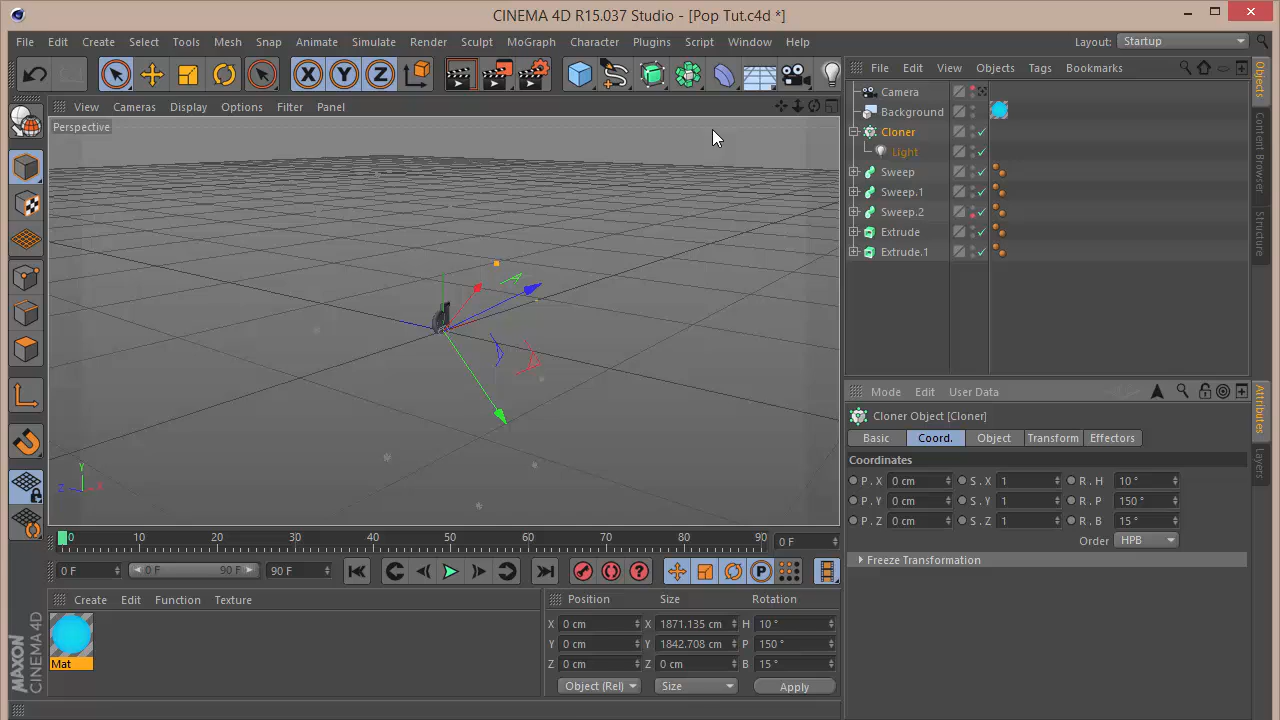 CINEMA 4D R15.037 Studio - [Pop Tut.c4d *]
File Edit Create Select Tools Mesh Snap Animate Simulate Render Sculpt MoGraph Character Plugins Script Window Help
Layout: Startup
X Y Z
File Edit View Objects Tags Bookmarks
View Cameras Display Options Filter Panel
Perspective
Camera
Background
Cloner
Light
Sweep
Sweep.1
Sweep.2
Extrude
Extrude.1
Objects
Content Browser
Structure
Mode Edit User Data
Cloner Object [Cloner]
Basic Coord. Object Transform Effectors
Coordinates
P . X 0 cm S . X 1 R . H 10 °
P . Y 0 cm S . Y 1 R . P 150 °
P . Z 0 cm S . Z 1 R . B 15 °
Order HPB
Freeze Transformation
Attributes
Layers
Y
Z X
0 10 20 30 40 50 60 70 80 90
0 F
0 F 0 F 90 F 90 F
P
Create Edit Function Texture
Mat
Position Size Rotation
X 0 cm X 1871.135 cm H 10 °
Y 0 cm Y 1842.708 cm P 150 °
Z 0 cm Z 0 cm B 15 °
Object (Rel) Size Apply
MAXON
CINEMA 4D